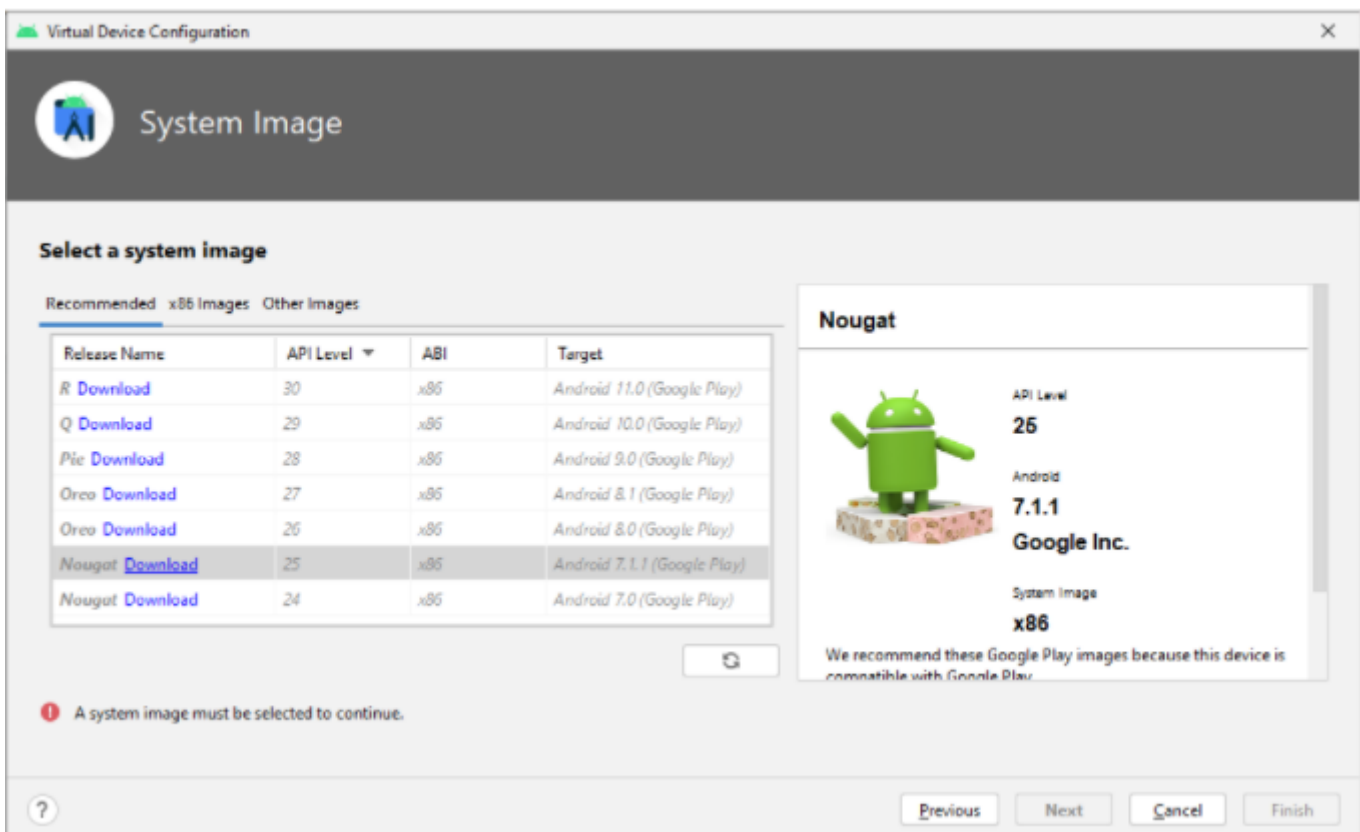 Virtual Device Configuration
System Image
Select a system image
Recommended x86 Images Other Images
Release Name API Level ABI Target
R Download 30 x86 Android 11.0 (Google Play)
Q Download 29 x86 Android 10.0 (Google Play)
Pie Download 28 x86 Android 9.0 (Google Play)
Oreo Download 27 x86 Android 8.1 (Google Play)
Oreo Download 26 x86 Android 8.0 (Google Play)
Nougat Download 25 x86 Android 7.1.1 (Google Play)
Nougat Download 24 x86 Android 7.0 (Google Play)
A system image must be selected to continue.
Nougat
API Level
25
Android
7.1.1
Google Inc.
System Image
x86
We recommend these Google Play images because this device is
compatible with Google Play
?
Previous Next Cancel Finish